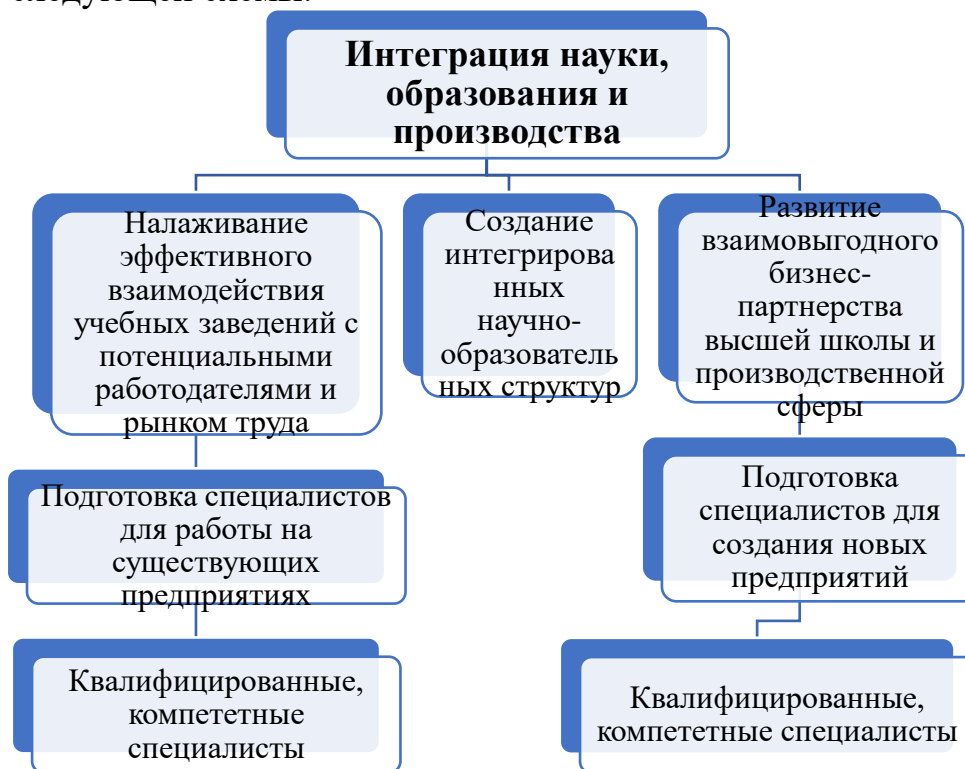 Интеграция науки,
образования и
производства
Налаживание
эффективного
взаимодействия
учебных заведений с
потенциальными
работодателями и
рынком труда
Создание
интегрирова
нных
научно-
образователь
ных структур
Развитие
взаимовыгодного
бизнес-
партнерства
высшей школы и
производственной
сферы
Подготовка специалистов
для работы на
существующих
предприятиях
Подготовка
специалистов для
создания новых
предприятий
Квалифицированные,
компететные
специалисты
Квалифицированные,
компететные специалисты